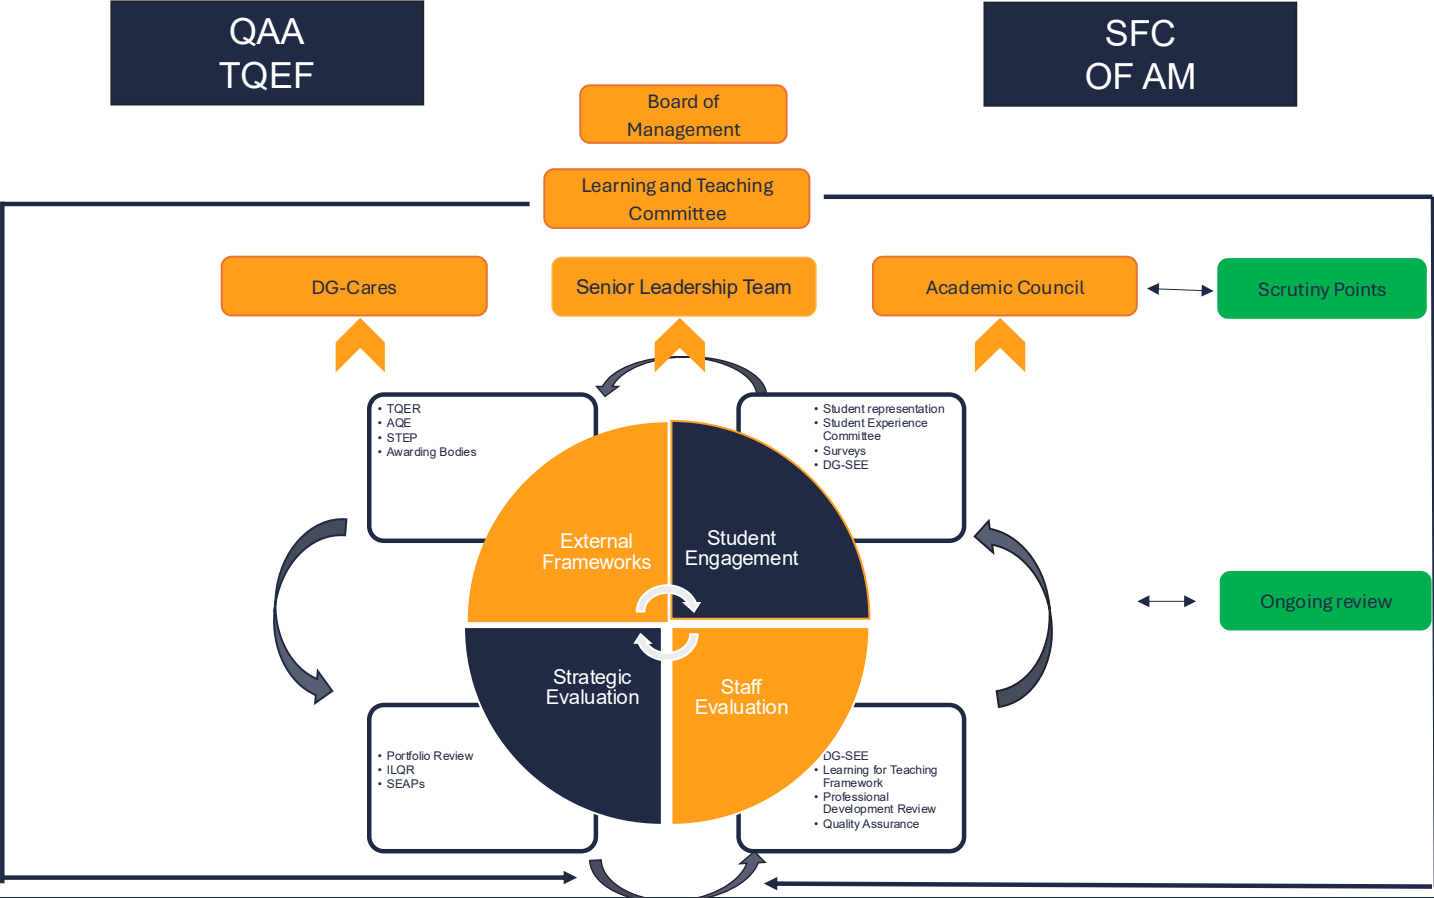 QAA
TQEF
SFC
OF AM
Board of
Management
Learning and Teaching
Committee
DG-Cares
Senior Leadership Team
Academic Council
Scrutiny Points
• TQER
• AQE
• STEP
• Awarding Bodies
• Student representation
• Student Experience
Committee
• Surveys
• DG-SEE
External
Frameworks
Student
Engagement
Ongoing review
Strategic
Evaluation
Staff
Evaluation
• Portfolio Review
• ILQR
• SEAPs
DG-SEE
• Learning for Teaching
Framework
• Professional
Development Review
• Quality Assurance